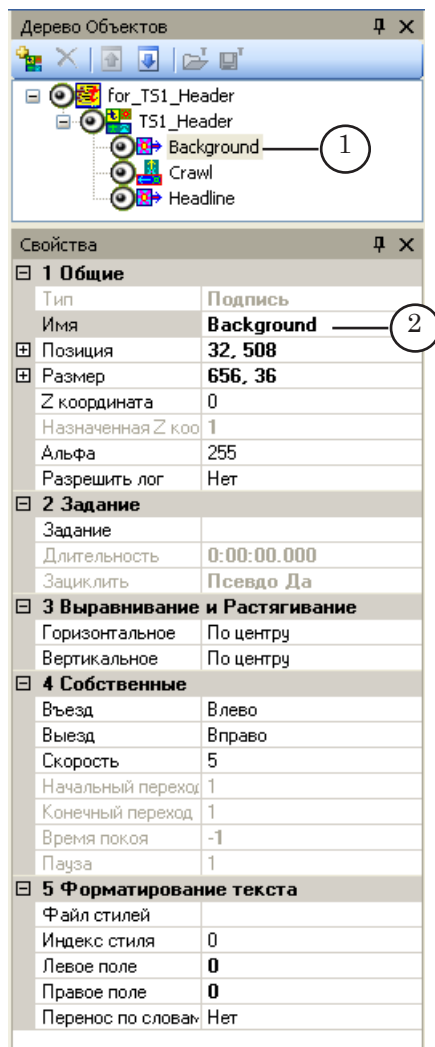 Дерево Объектов
for_TS1_Header
TS1_Header
Background 1
Crawl
Headline
Свойства
1 Общие
Тип Подпись
Имя Background 2
Позиция 32, 508
Размер 656, 36
Z координата 0
Назначенная Z коо 1
Альфа 255
Разрешить лог Нет
2 Задание
Задание
Длительность 0:00:00.000
Зациклить Псевдо Да
3 Выравнивание и Растягивание
Горизонтальное По центру
Вертикальное По центру
4 Собственные
Въезд Влево
Выезд Вправо
Скорость 5
Начальный переход 1
Конечный переход 1
Время покоя -1
Пауза 1
5 Форматирование текста
Файл стилей
Индекс стиля 0
Левое поле 0
Правое поле 0
Перенос по словам Нет